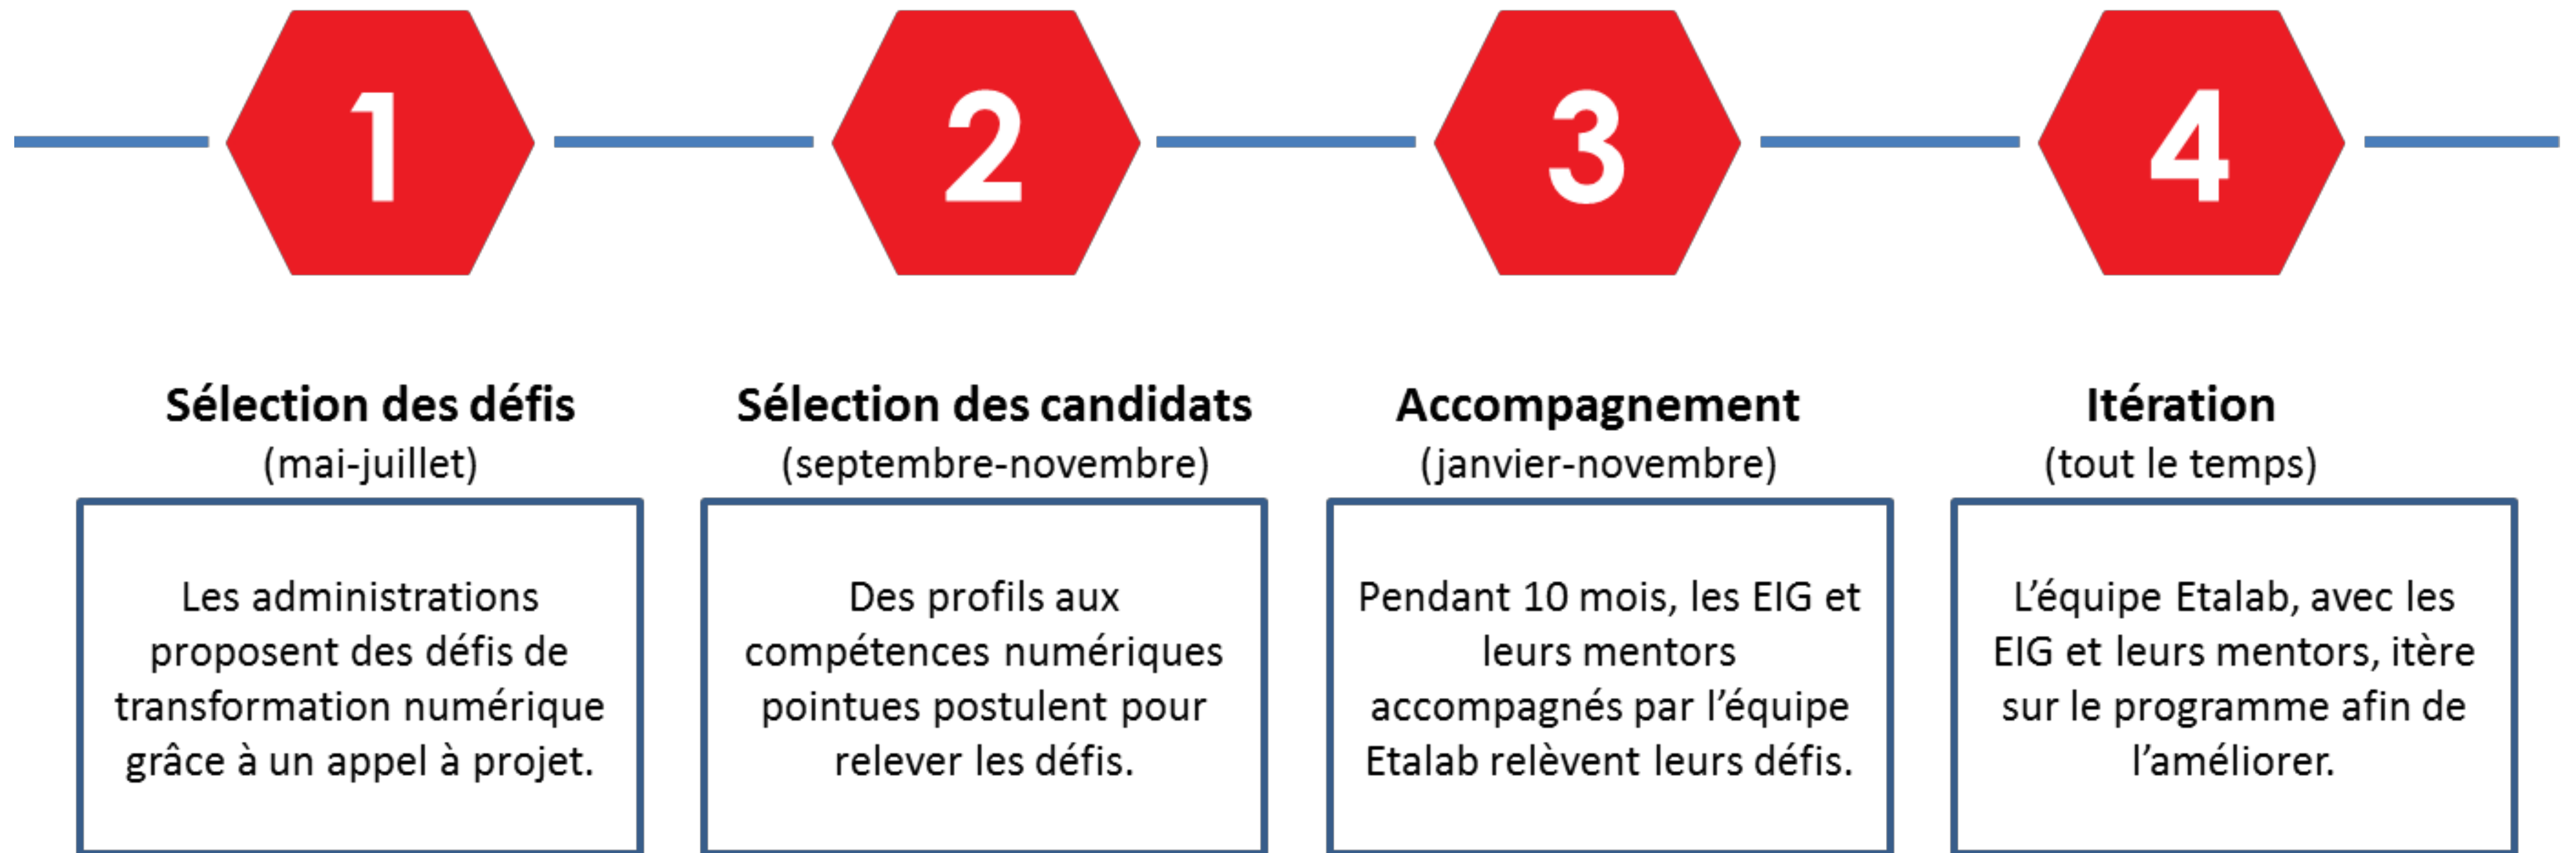 1
2
3
4
Sélection des défis
(mai-juillet)
Les administrations
proposent des défis de
transformation numérique
grâce à un appel à projet.
Sélection des candidats
(septembre-novembre)
Des profils aux
compétences numériques
pointues postulent pour
relever les défis.
Accompagnement
(janvier-novembre)
Pendant 10 mois, les EIG et
leurs mentors
accompagnés par l’équipe
Etalab relèvent leurs défis.
Itération
(tout le temps)
L’équipe Etalab, avec les
EIG et leurs mentors, itère
sur le programme afin de
l’améliorer.